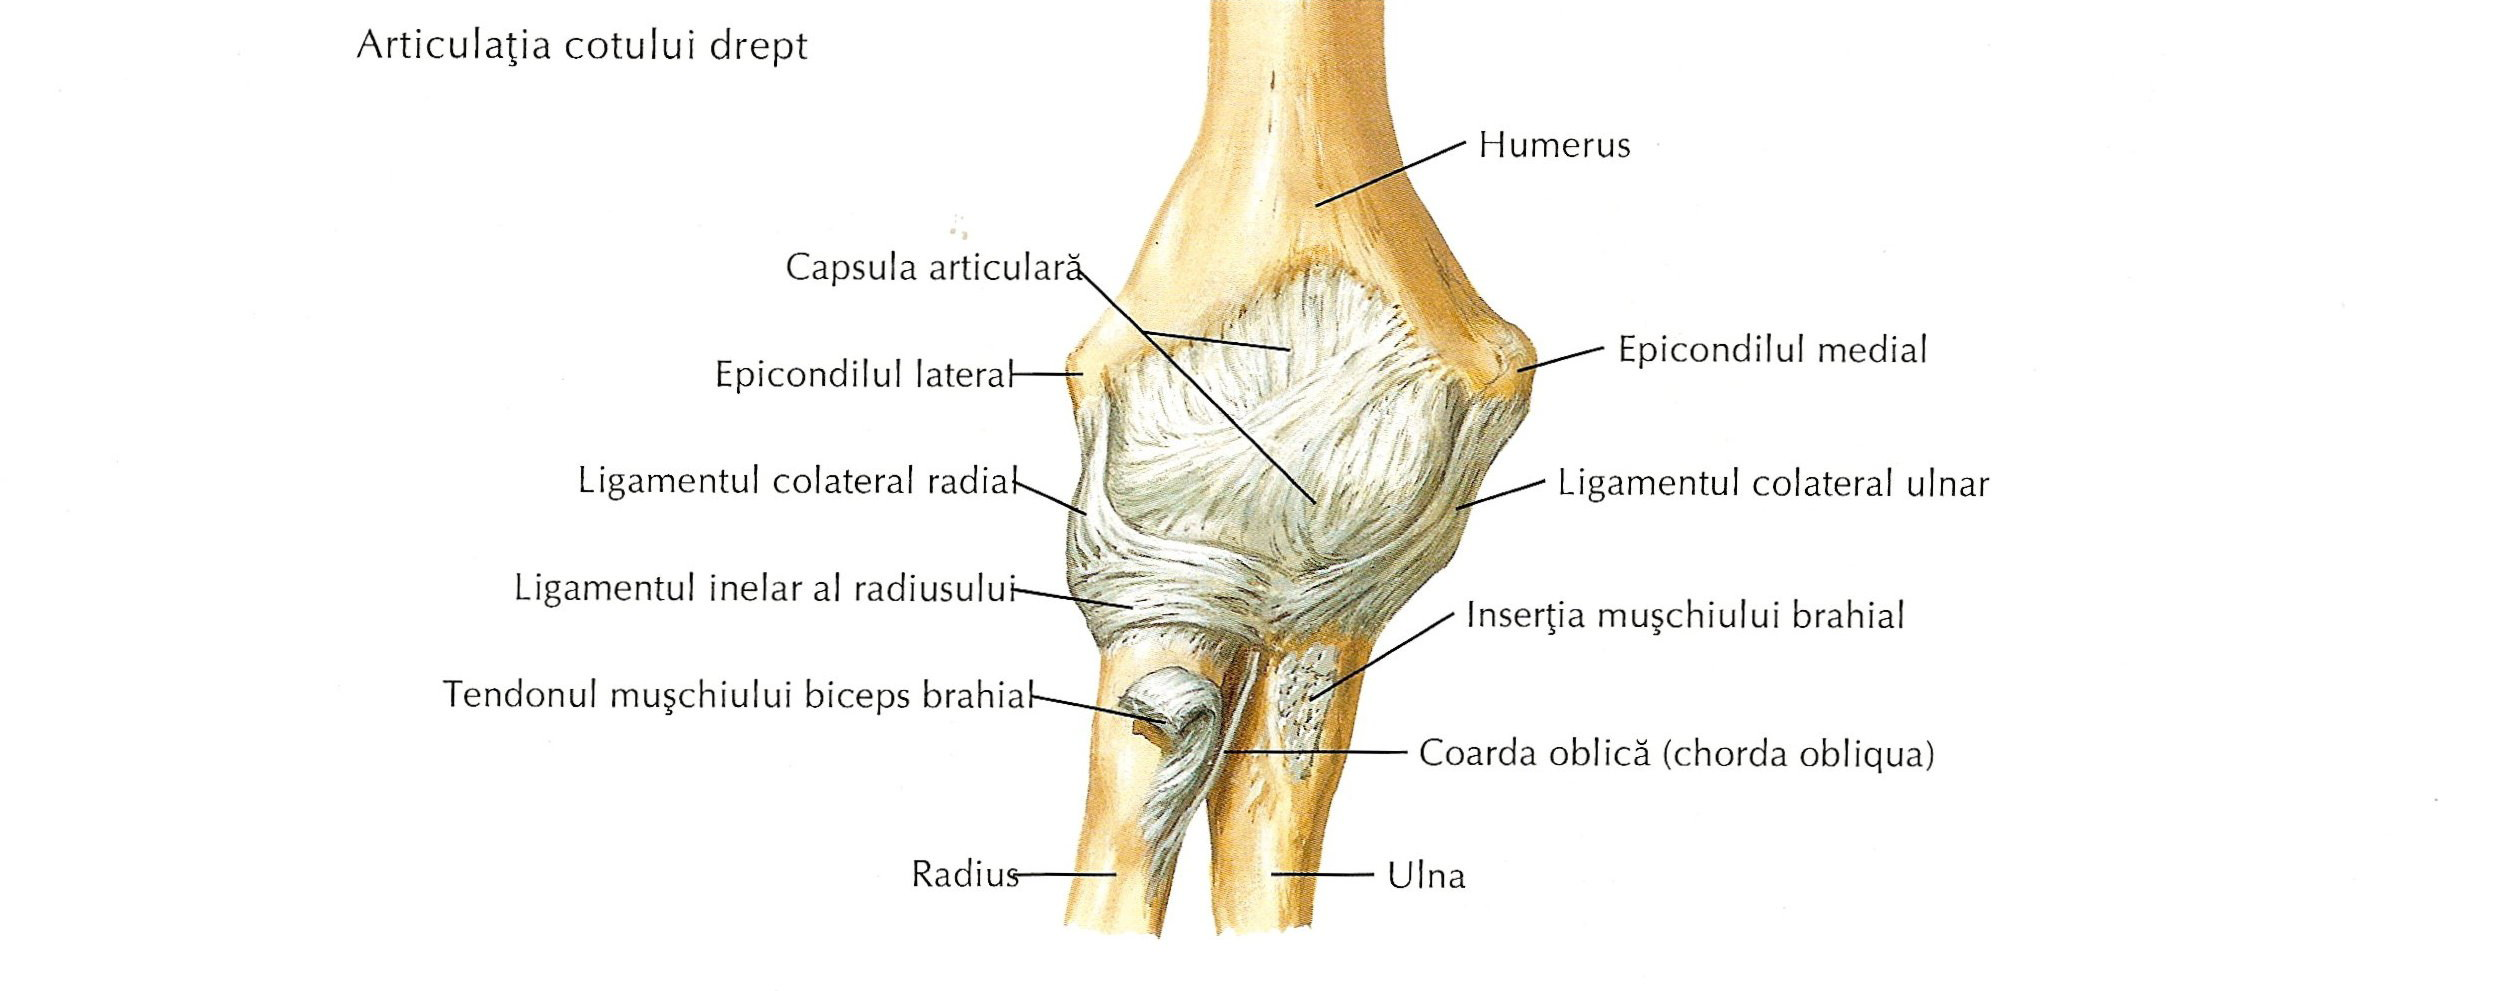 Articulaţia cotului drept
Humerus
Capsula articulară
Epicondilul medial
Epicondilul lateral
Ligamentul colateral radial
Ligamentul colateral ulnar
Ligamentul inelar al radiusului
Inserţia muşchiului brahial
Tendonul muşchiului biceps brahial
Coarda oblică (chorda obliqua)
Radius
Ulna